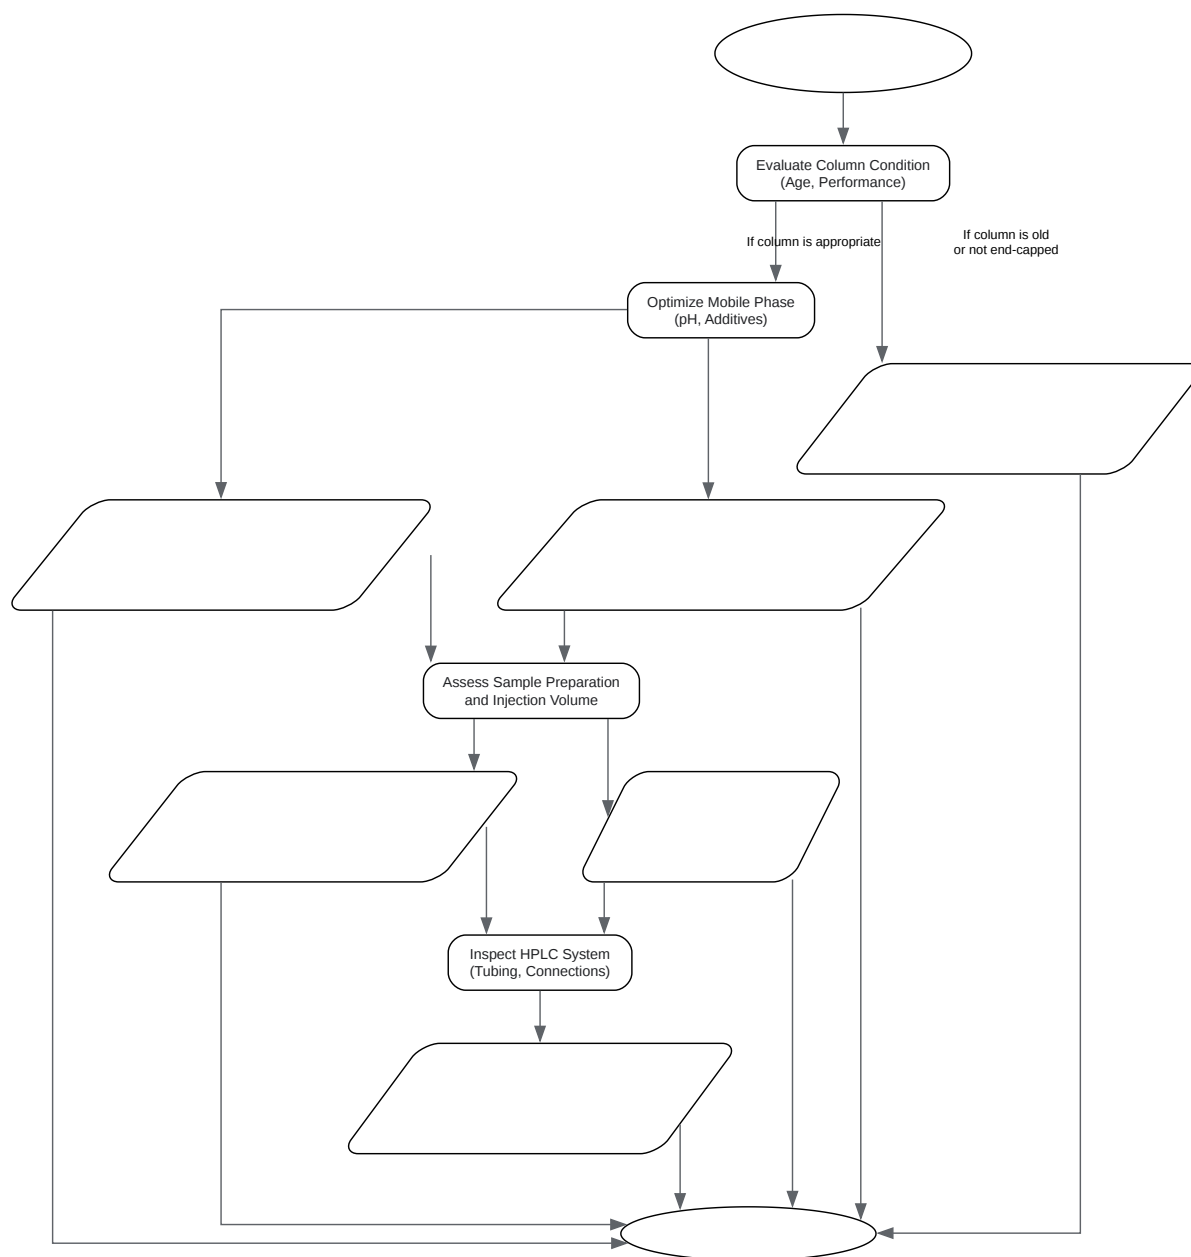 Evaluate Column Condition
(Age, Performance)
If column is appropriate
If column is old
or not end-capped
Optimize Mobile Phase
(pH, Additives)
Assess Sample Preparation
and Injection Volume
Inspect HPLC System
(Tubing, Connections)